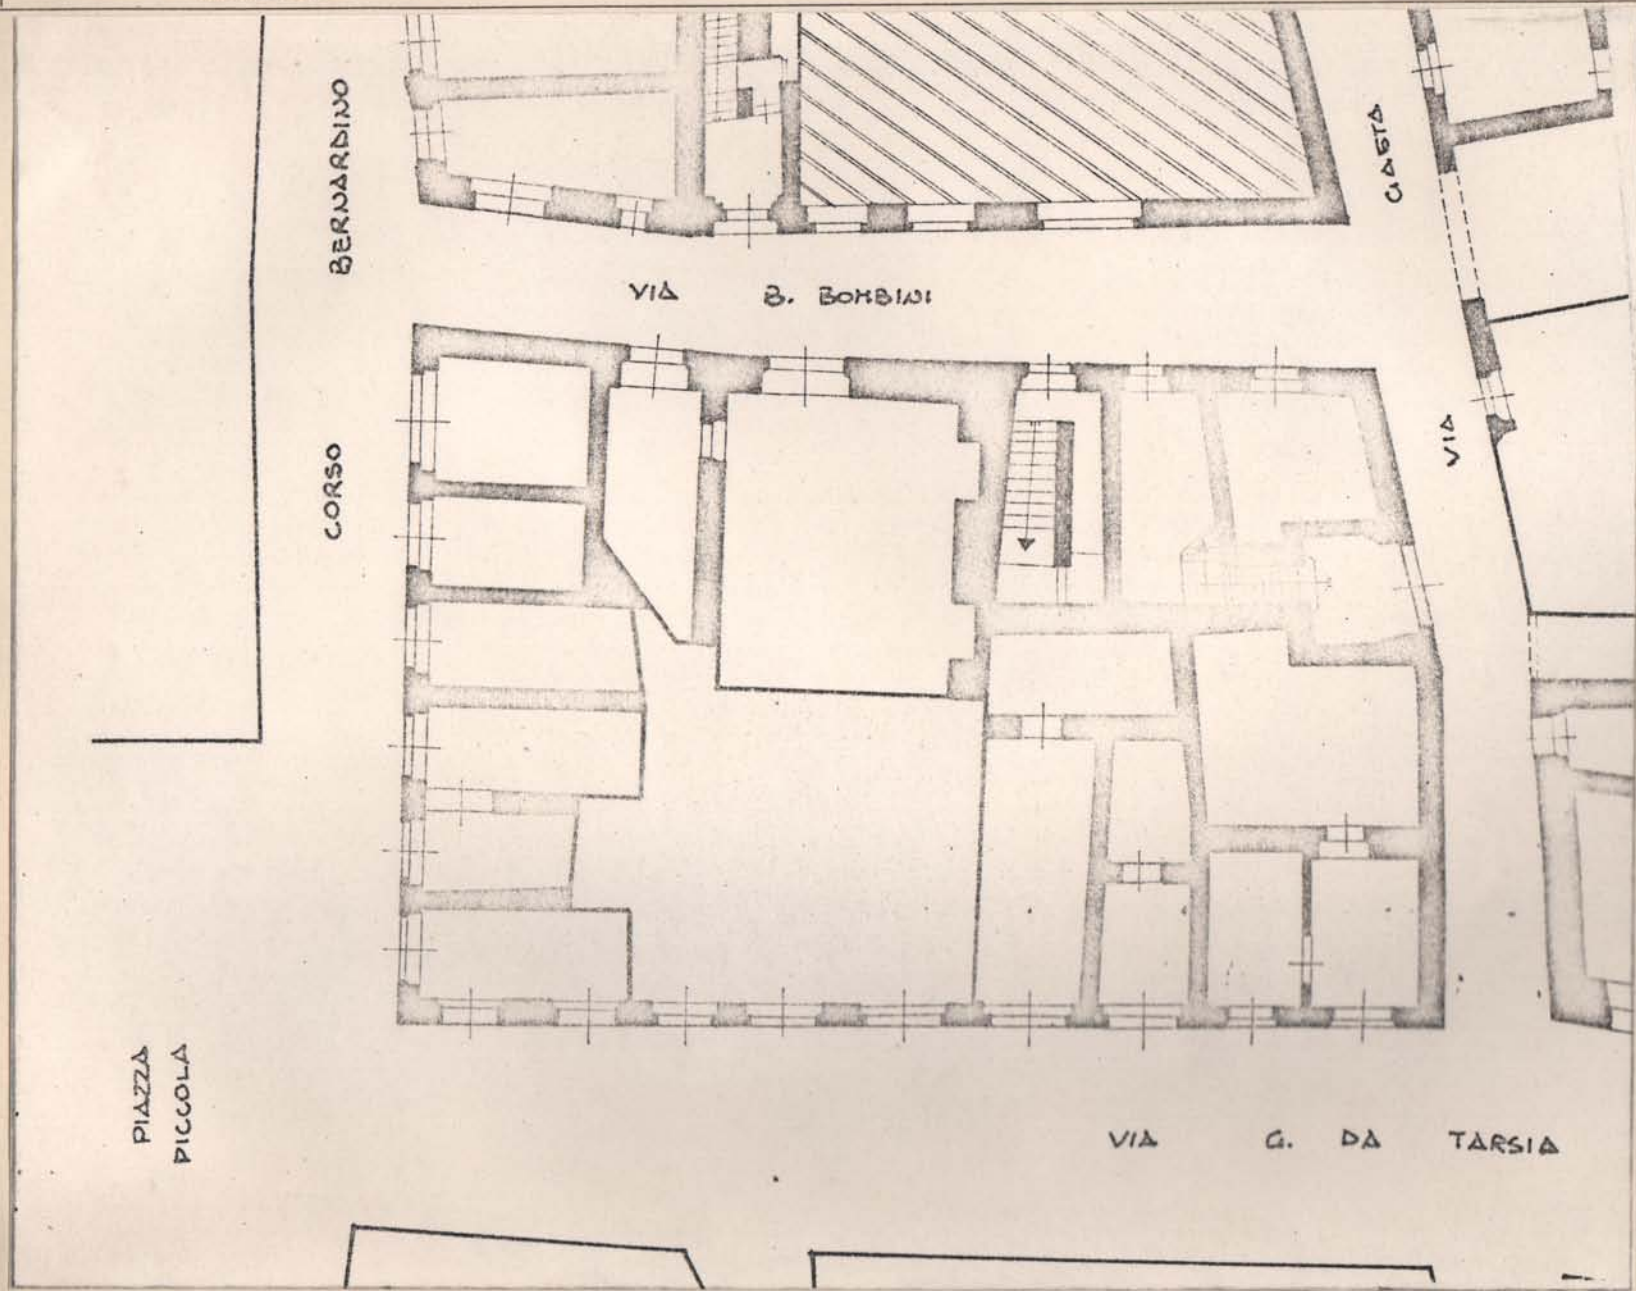 CORSO BERNARDINO
VIA B. BOMBINI
VIA GAETA
PIAZZA
PICCOLA
VIA G. DA TARSIA